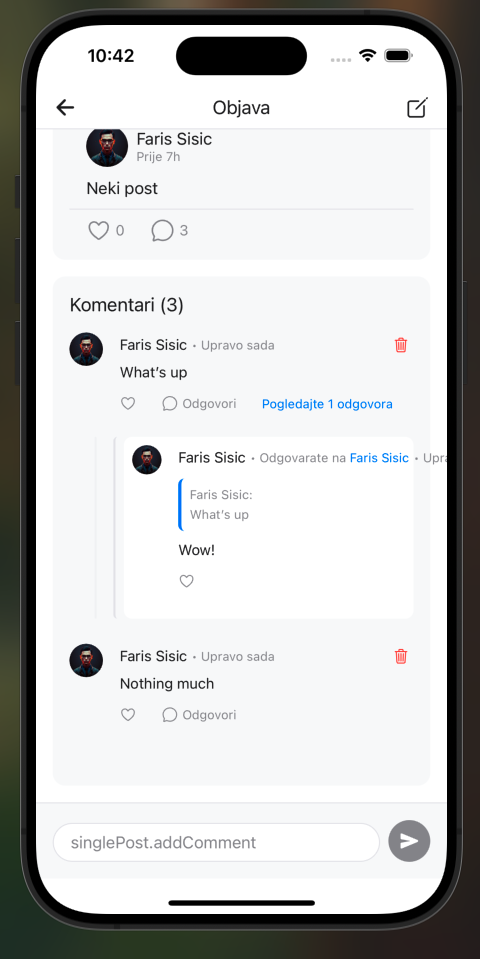 10:42
Objava
Faris Sisic
Prije 7h
Neki post
0 3
Komentari (3)
Faris Sisic • Upravo sada
What's up
Odgovori Pogledajte 1 odgovora
Faris Sisic • Odgovarate na Faris Sisic • Upra
Faris Sisic:
What's up
Wow!
Faris Sisic • Upravo sada
Nothing much
Odgovori
singlePost.addComment